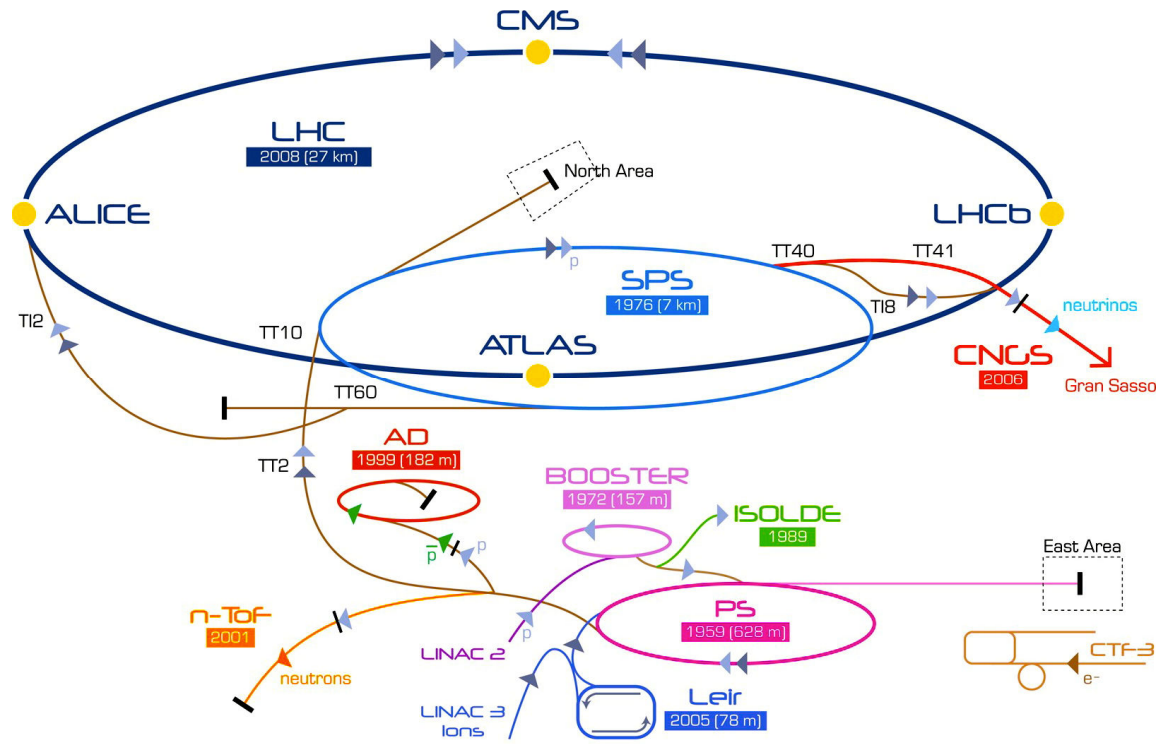 CMS
LHC
2008 (27 km)
North Area
ALICE
LHCb
TT40
TT41
p
SPS
1976 (7 km)
TI8
neutrinos
TI2
TT10
ATLAS
CNGS
2006
Gran Sasso
TT60
AD
1999 (182 m)
TT2
BOOSTER
1972 (157 m)
ISOLDE
1989
p
p
East Area
n-ToF
2001
PS
1959 (628 m)
p
LINAC 2
neutrons
CTF-3
e-
LINAC 3
Ions
Leir
2005 (78 m)